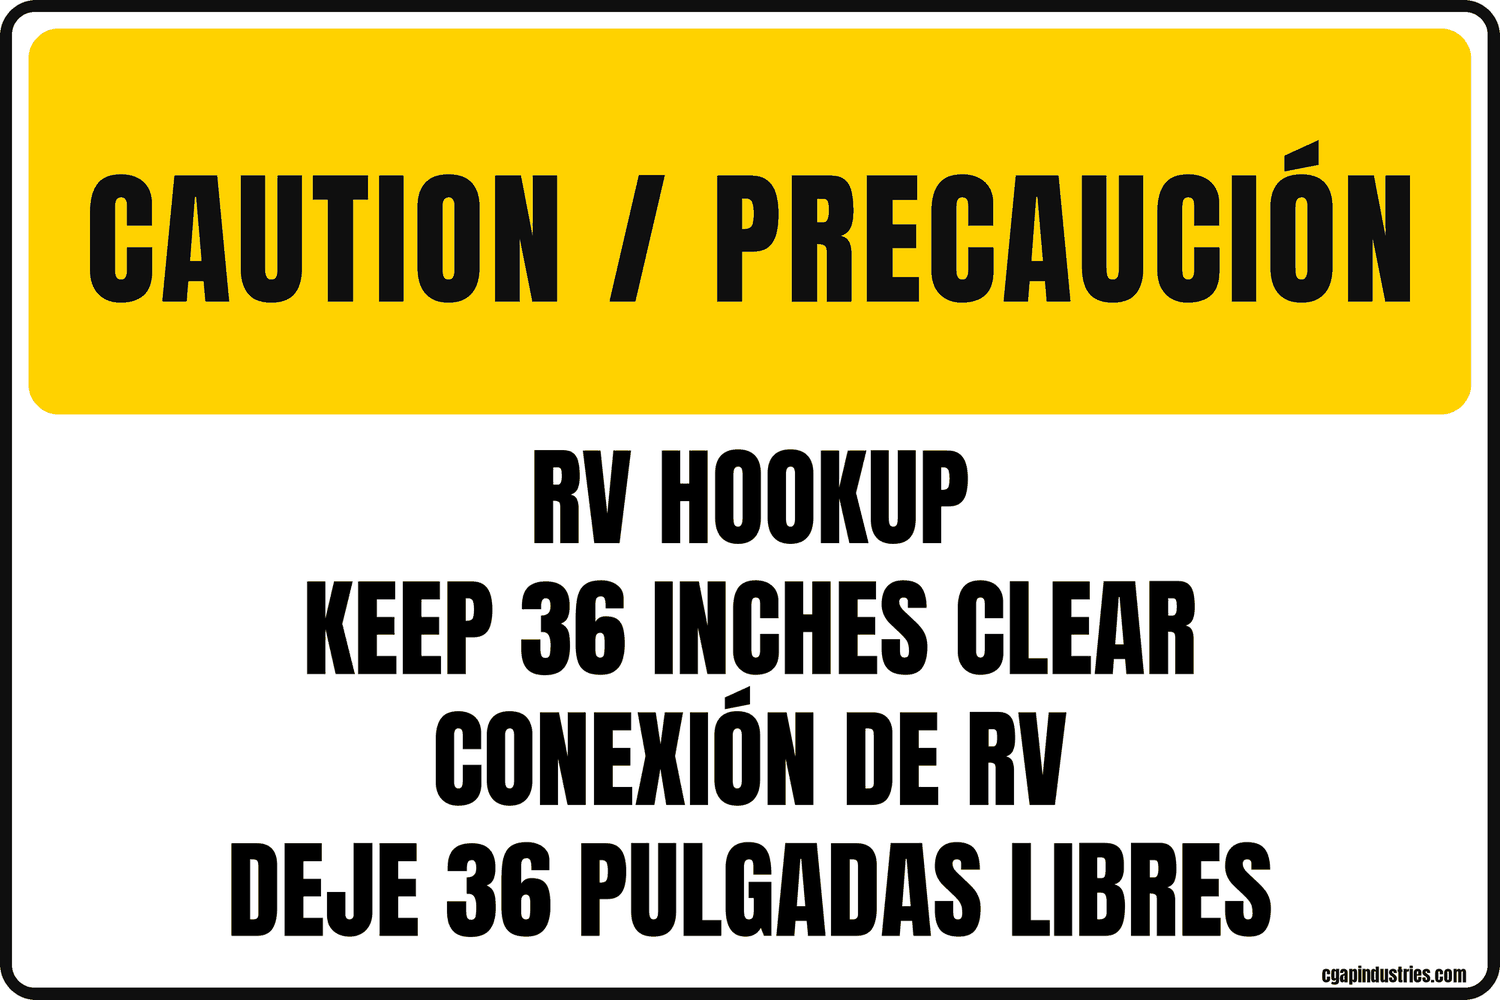 CAUTION / PRECAUCIÓN
RV HOOKUP
KEEP 36 INCHES CLEAR
CONEXIÓN DE RV
DEJE 36 PULGADAS LIBRES
cgapindustries.com